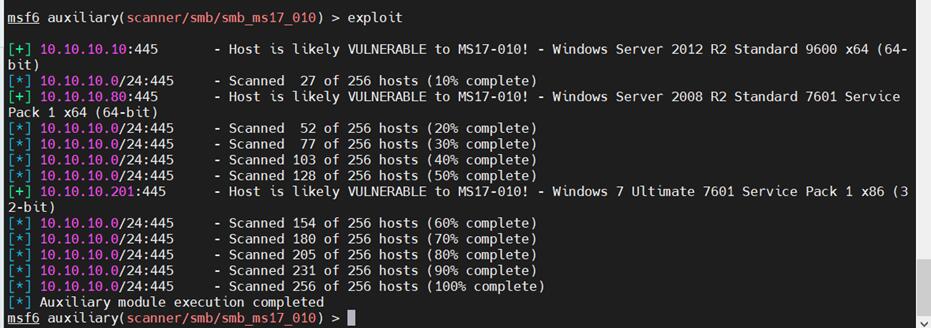 msf6 auxiliary(scanner/smb/smb_ms17_010) > exploit
[+] 10.10.10.10:445 - Host is likely VULNERABLE to MS17-010! - Windows Server 2012 R2 Standard 9600 x64 (64-
bit)
[*] 10.10.10.0/24:445 - Scanned 27 of 256 hosts (10% complete)
[+] 10.10.10.80:445 - Host is likely VULNERABLE to MS17-010! - Windows Server 2008 R2 Standard 7601 Service
Pack 1 x64 (64-bit)
[*] 10.10.10.0/24:445 - Scanned 52 of 256 hosts (20% complete)
[*] 10.10.10.0/24:445 - Scanned 77 of 256 hosts (30% complete)
[*] 10.10.10.0/24:445 - Scanned 103 of 256 hosts (40% complete)
[*] 10.10.10.0/24:445 - Scanned 128 of 256 hosts (50% complete)
[+] 10.10.10.201:445 - Host is likely VULNERABLE to MS17-010! - Windows 7 Ultimate 7601 Service Pack 1 x86 (3
2-bit)
[*] 10.10.10.0/24:445 - Scanned 154 of 256 hosts (60% complete)
[*] 10.10.10.0/24:445 - Scanned 180 of 256 hosts (70% complete)
[*] 10.10.10.0/24:445 - Scanned 205 of 256 hosts (80% complete)
[*] 10.10.10.0/24:445 - Scanned 231 of 256 hosts (90% complete)
[*] 10.10.10.0/24:445 - Scanned 256 of 256 hosts (100% complete)
[*] Auxiliary module execution completed
msf6 auxiliary(scanner/smb/smb_ms17_010) >